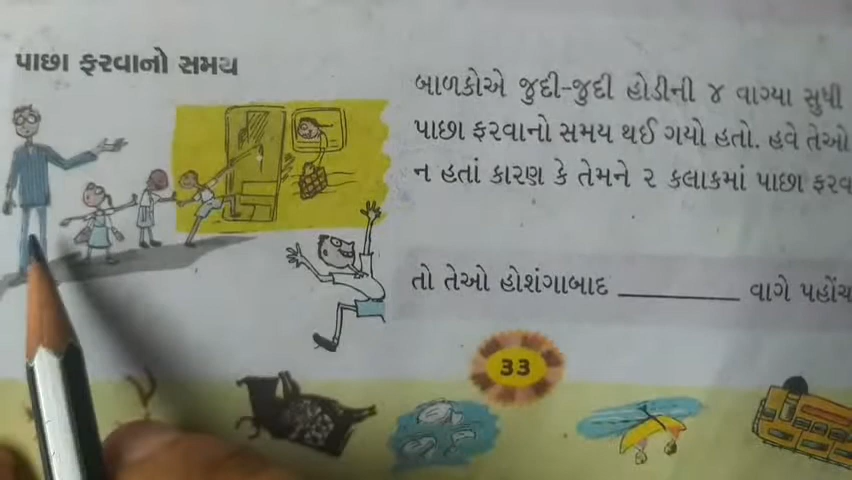 પાછા ફરવાનો સમય
બાળકોએ જુદી-જુદી હોડીની ૪ વાગ્યા સુધી
પાછા ફરવાનો સમય થઈ ગયો હતો. હવે તેઓ
ન હતાં કારણ કે તેમને ૨ કલાકમાં પાછા ફરવ
તો તેઓ હોશંગાબાદ ________ વાગે પહોંચ
33